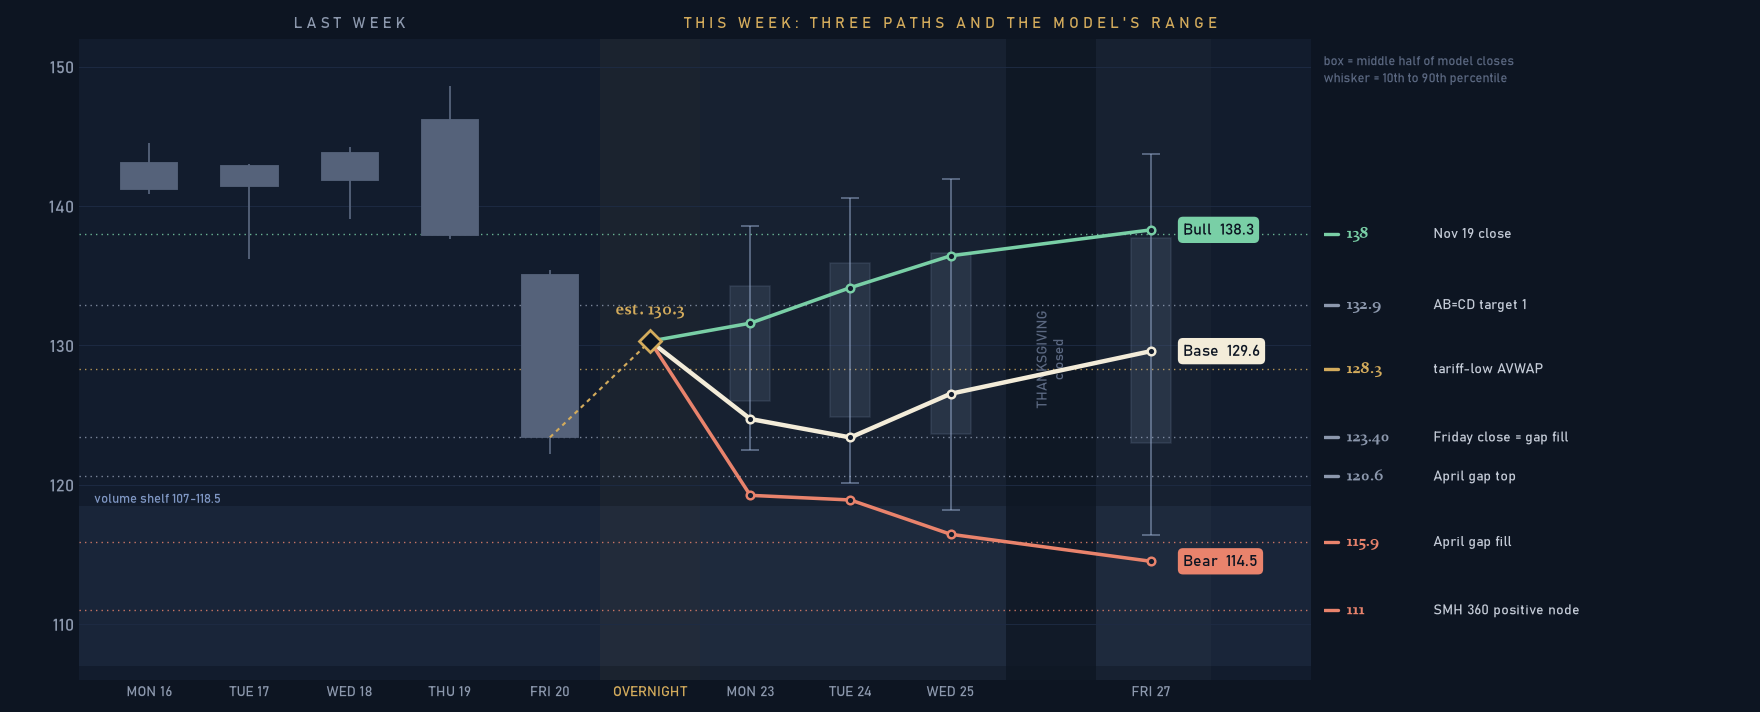 LAST WEEK
THIS WEEK: THREE PATHS AND THE MODEL'S RANGE
box = middle half of model closes
whisker = 10th to 90th percentile
150
140
130
120
110
est. 130.3
THANKSGIVING
closed
volume shelf 107-118.5
Bull 138.3
Base 129.6
Bear 114.5
138 Nov 19 close
132.9 AB=CD target 1
128.3 tariff-low AVWAP
123.40 Friday close = gap fill
120.6 April gap top
115.9 April gap fill
111 SMH 360 positive node
MON 16
TUE 17
WED 18
THU 19
FRI 20
OVERNIGHT
MON 23
TUE 24
WED 25
FRI 27